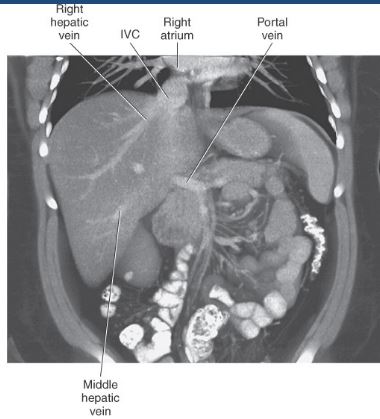 Right
hepatic
vein
IVC
Right
atrium
Portal
vein
Middle
hepatic
vein